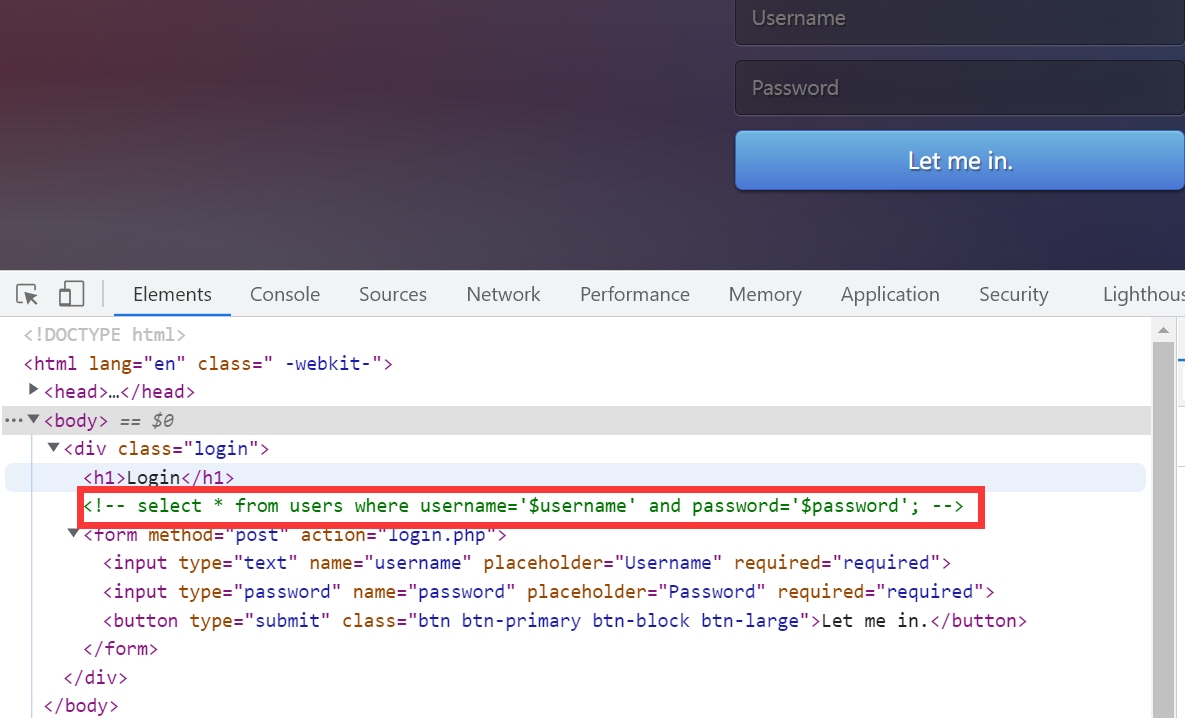 Username
Password
Let me in.
Elements Console Sources Network Performance Memory Application Security Lighthous
<!DOCTYPE html>
<html lang="en" class=" -webkit-">
<head>…</head>
<body> == $0
<div class="login">
<h1>Login</h1>
<!-- select * from users where username='$username' and password='$password'; -->
<form method="post" action="login.php">
<input type="text" name="username" placeholder="Username" required="required">
<input type="password" name="password" placeholder="Password" required="required">
<button type="submit" class="btn btn-primary btn-block btn-large">Let me in.</button>
</form>
</div>
</body>